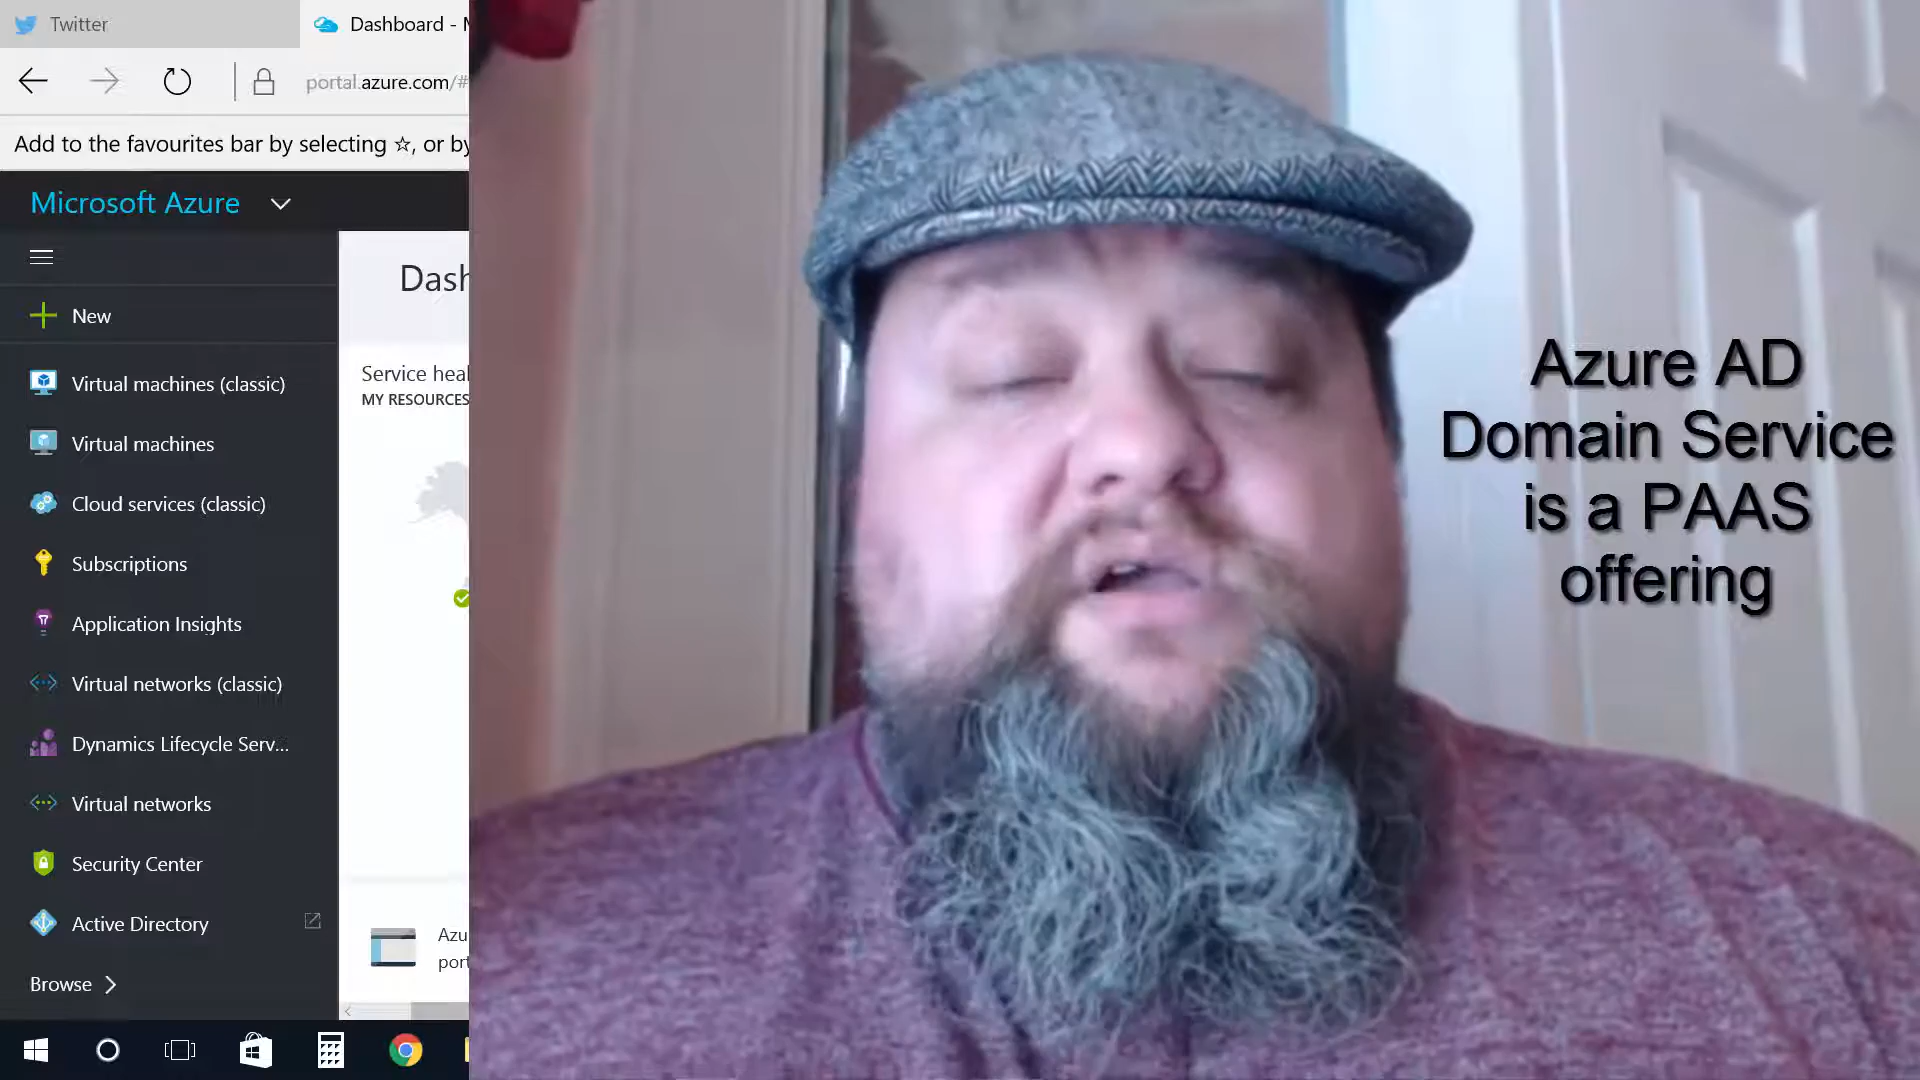 Twitter
Dashboard - M
portal.azure.com/#
Add to the favourites bar by selecting ☆, or by
Microsoft Azure
Dash
New
Service heal
MY RESOURCES
Virtual machines (classic)
Virtual machines
Cloud services (classic)
Subscriptions
Application Insights
Virtual networks (classic)
Dynamics Lifecycle Serv...
Virtual networks
Security Center
Active Directory
Azu
port
Browse
Azure AD
Domain Service
is a PAAS
offering